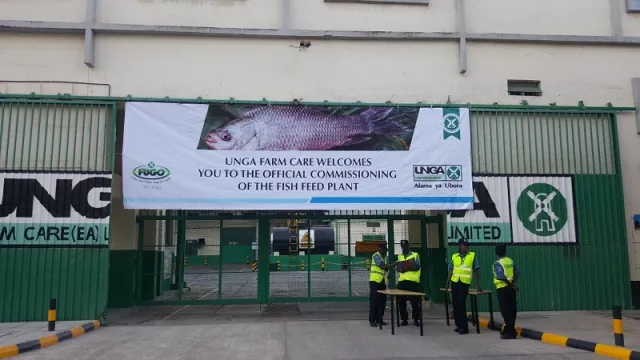 UNGA FARM CARE WELCOMES
YOU TO THE OFFICIAL COMMISSIONING
OF THE FISH FEED PLANT
FUGO
UNGA
Alama ya Ubora
UNG
M CARE(EA) L
GA
LIMITED